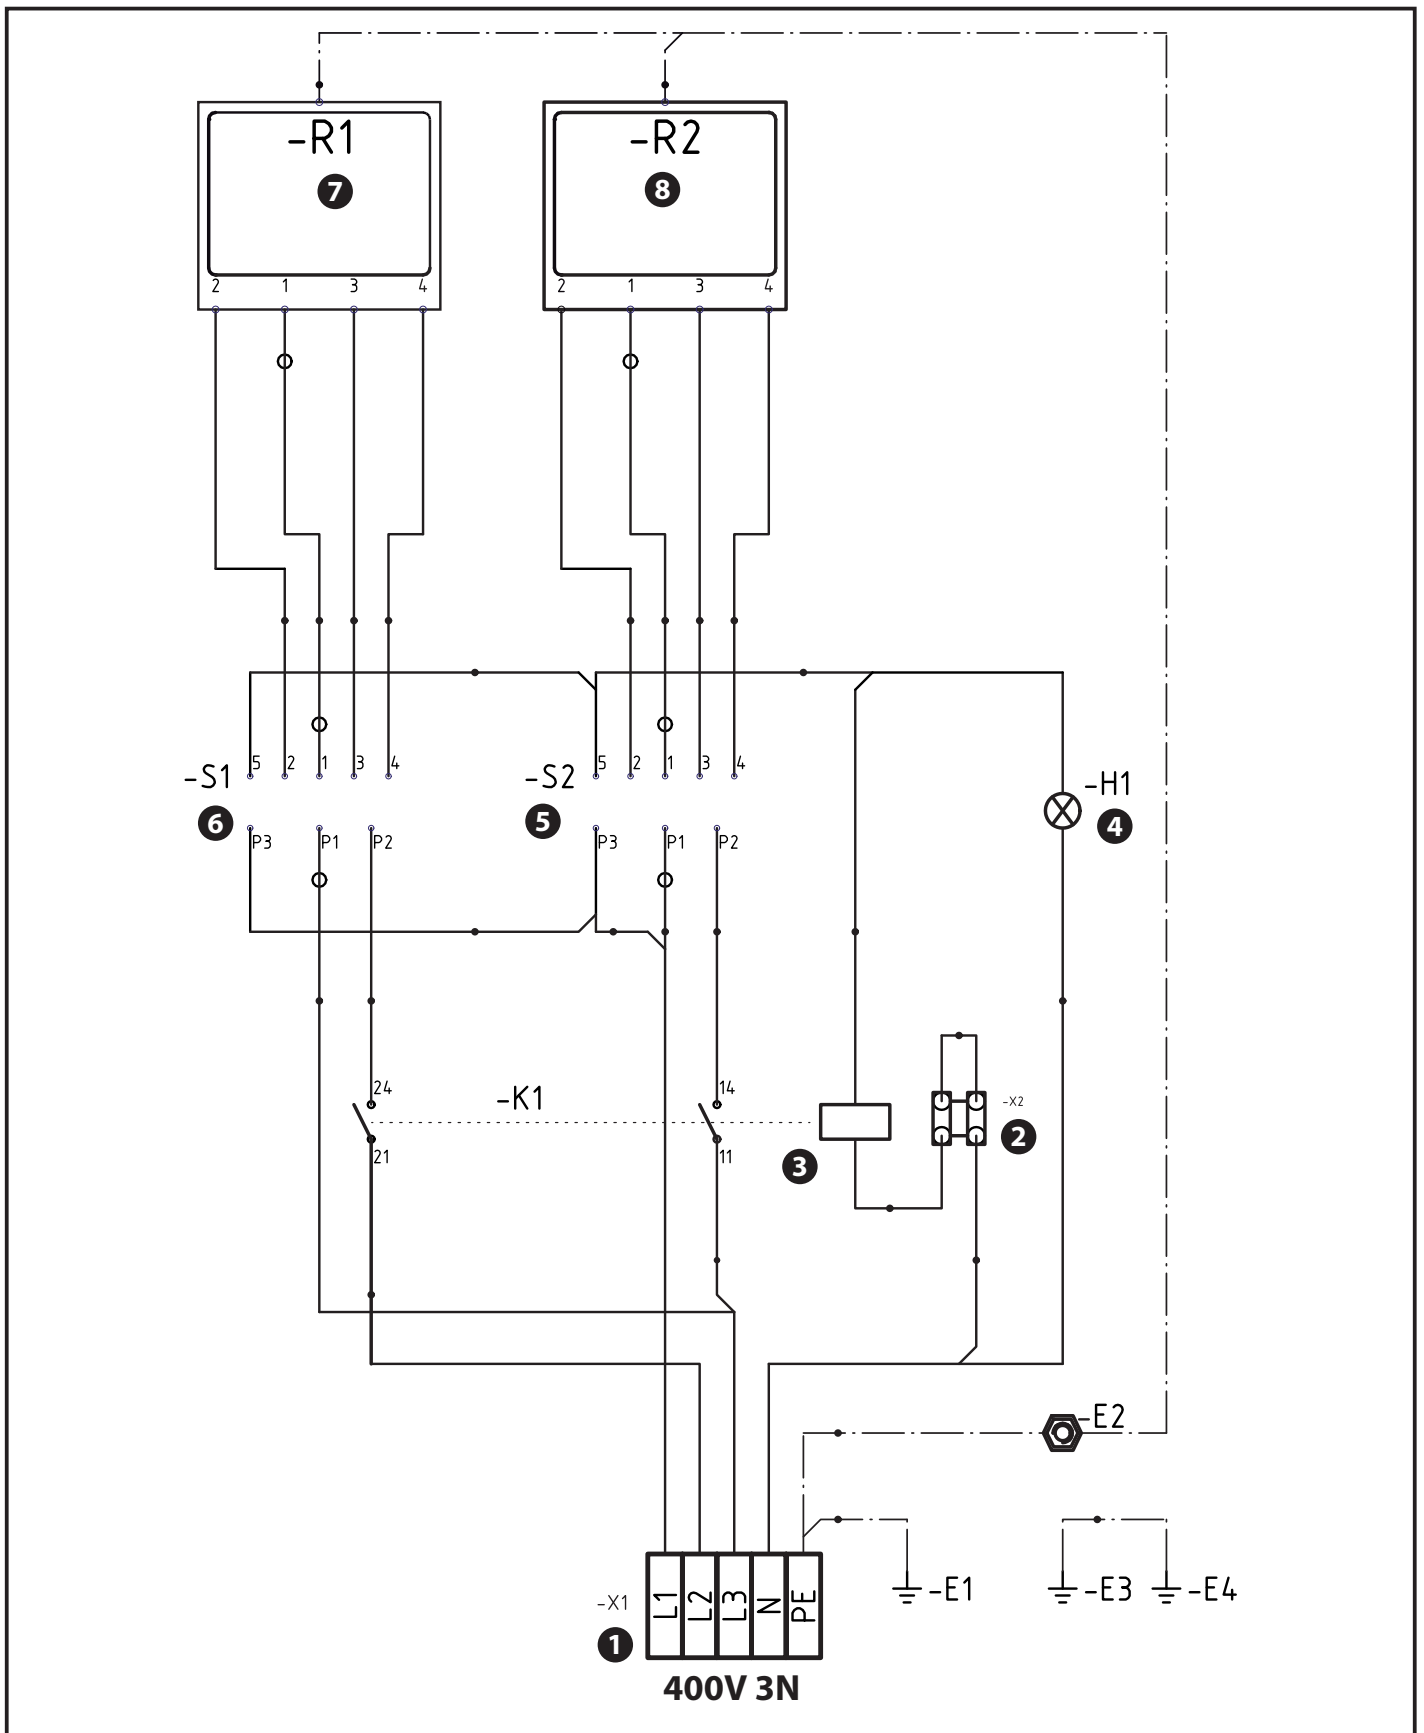 -R1 -R2
7 8
2 1 3 4 2 1 3 4
5 2 1 3 4 5 2 1 3 4
-S1 -S2 -H1
6 5 4
P3 P1 P2 P3 P1 P2
24 14
-K1 -X2
3 2
21 11
-E2
-X1 L1 L2 L3 N PE -E1 -E3 -E4
1
400V 3N